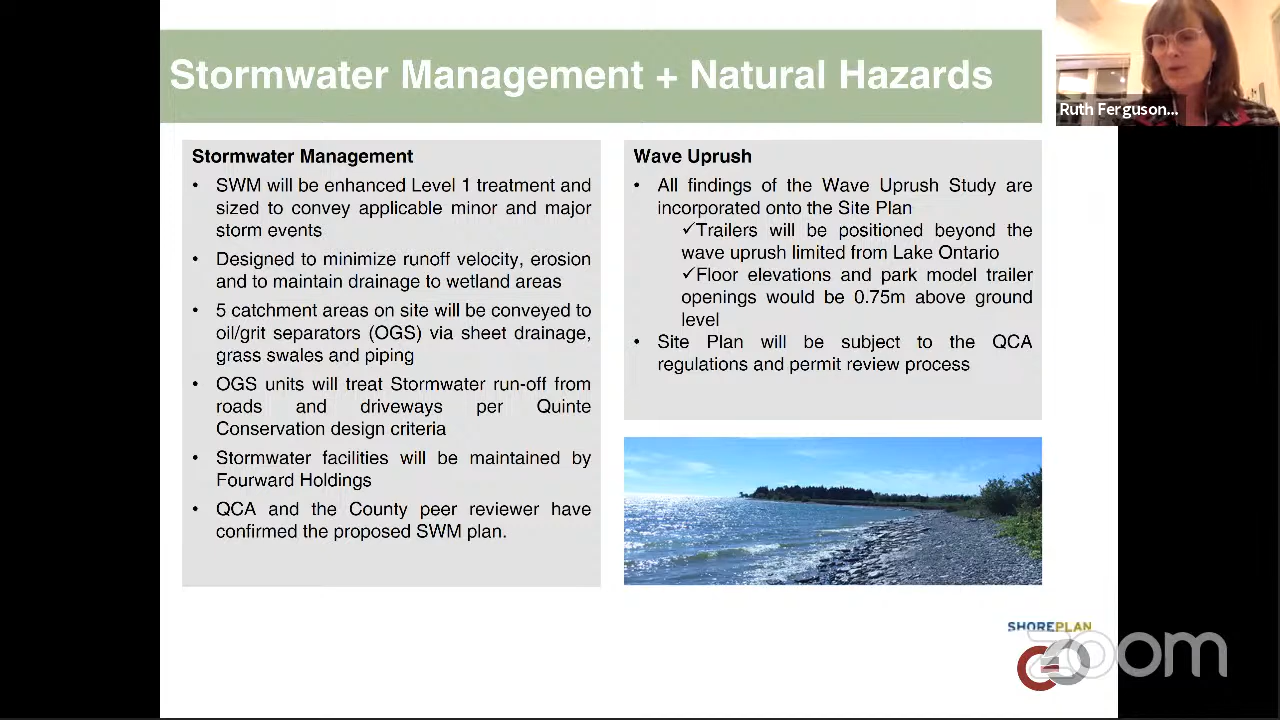 Stormwater Management + Natural Hazards
Ruth Ferguson...
Stormwater Management
• SWM will be enhanced Level 1 treatment and
sized to convey applicable minor and major
storm events
• Designed to minimize runoff velocity, erosion
and to maintain drainage to wetland areas
• 5 catchment areas on site will be conveyed to
oil/grit separators (OGS) via sheet drainage,
grass swales and piping
• OGS units will treat Stormwater run-off from
roads and driveways per Quinte
Conservation design criteria
• Stormwater facilities will be maintained by
Fourward Holdings
• QCA and the County peer reviewer have
confirmed the proposed SWM plan.
Wave Uprush
• All findings of the Wave Uprush Study are
incorporated onto the Site Plan
✓Trailers will be positioned beyond the
wave uprush limited from Lake Ontario
✓Floor elevations and park model trailer
openings would be 0.75m above ground
level
• Site Plan will be subject to the QCA
regulations and permit review process
SHOREPLAN
zoom